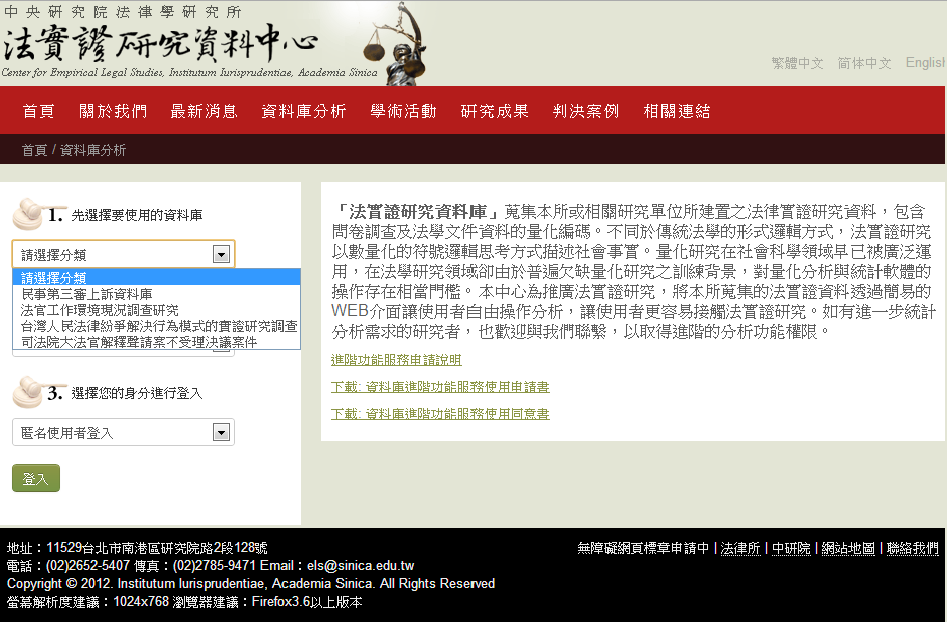 中央研究院法律學研究所
法實證研究資料中心
Center for Empirical Legal Studies, Institutum Iurisprudentiae, Academia Sinica
繁體中文 简体中文 English
首頁 關於我們 最新消息 資料庫分析 學術活動 研究成果 判決案例 相關連結
首頁 / 資料庫分析
1. 先選擇要使用的資料庫
請選擇分類
請選擇分類
民事第三審上訴資料庫
法官工作環境現況調查研究
台灣人民法律紛爭解決行為模式的實證研究調查
司法院大法官解釋聲請案不受理決議案件
3. 選擇您的身分進行登入
匿名使用者登入
登入
「法實證研究資料庫」蒐集本所或相關研究單位所建置之法律實證研究資料，包含
問卷調查及法學文件資料的量化編碼。不同於傳統法學的形式邏輯方式，法實證研究
以數量化的符號邏輯思考方式描述社會事實。量化研究在社會科學領域早已被廣泛運
用，在法學研究領域卻由於普遍欠缺量化研究之訓練背景，對量化分析與統計軟體的
操作存在相當門檻。本中心為推廣法實證研究，將本所蒐集的法實證資料透過簡易的
WEB介面讓使用者自由操作分析，讓使用者更容易接觸法實證研究。如有進一步統計
分析需求的研究者，也歡迎與我們聯繫，以取得進階的分析功能權限。
進階功能服務申請說明
下載: 資料庫進階功能服務使用申請書
下載: 資料庫進階功能服務使用同意書
地址：11529台北市南港區研究院路2段128號
電話：(02)2652-5407 傳真：(02)2785-9471 Email：els@sinica.edu.tw
Copyright © 2012. Institutum Iurisprudentiae, Academia Sinica. All Rights Reserved
螢幕解析度建議：1024x768 瀏覽器建議：Firefox3.6以上版本
無障礙網頁標章申請中 | 法律所 | 中研院 | 網站地圖 | 聯絡我們